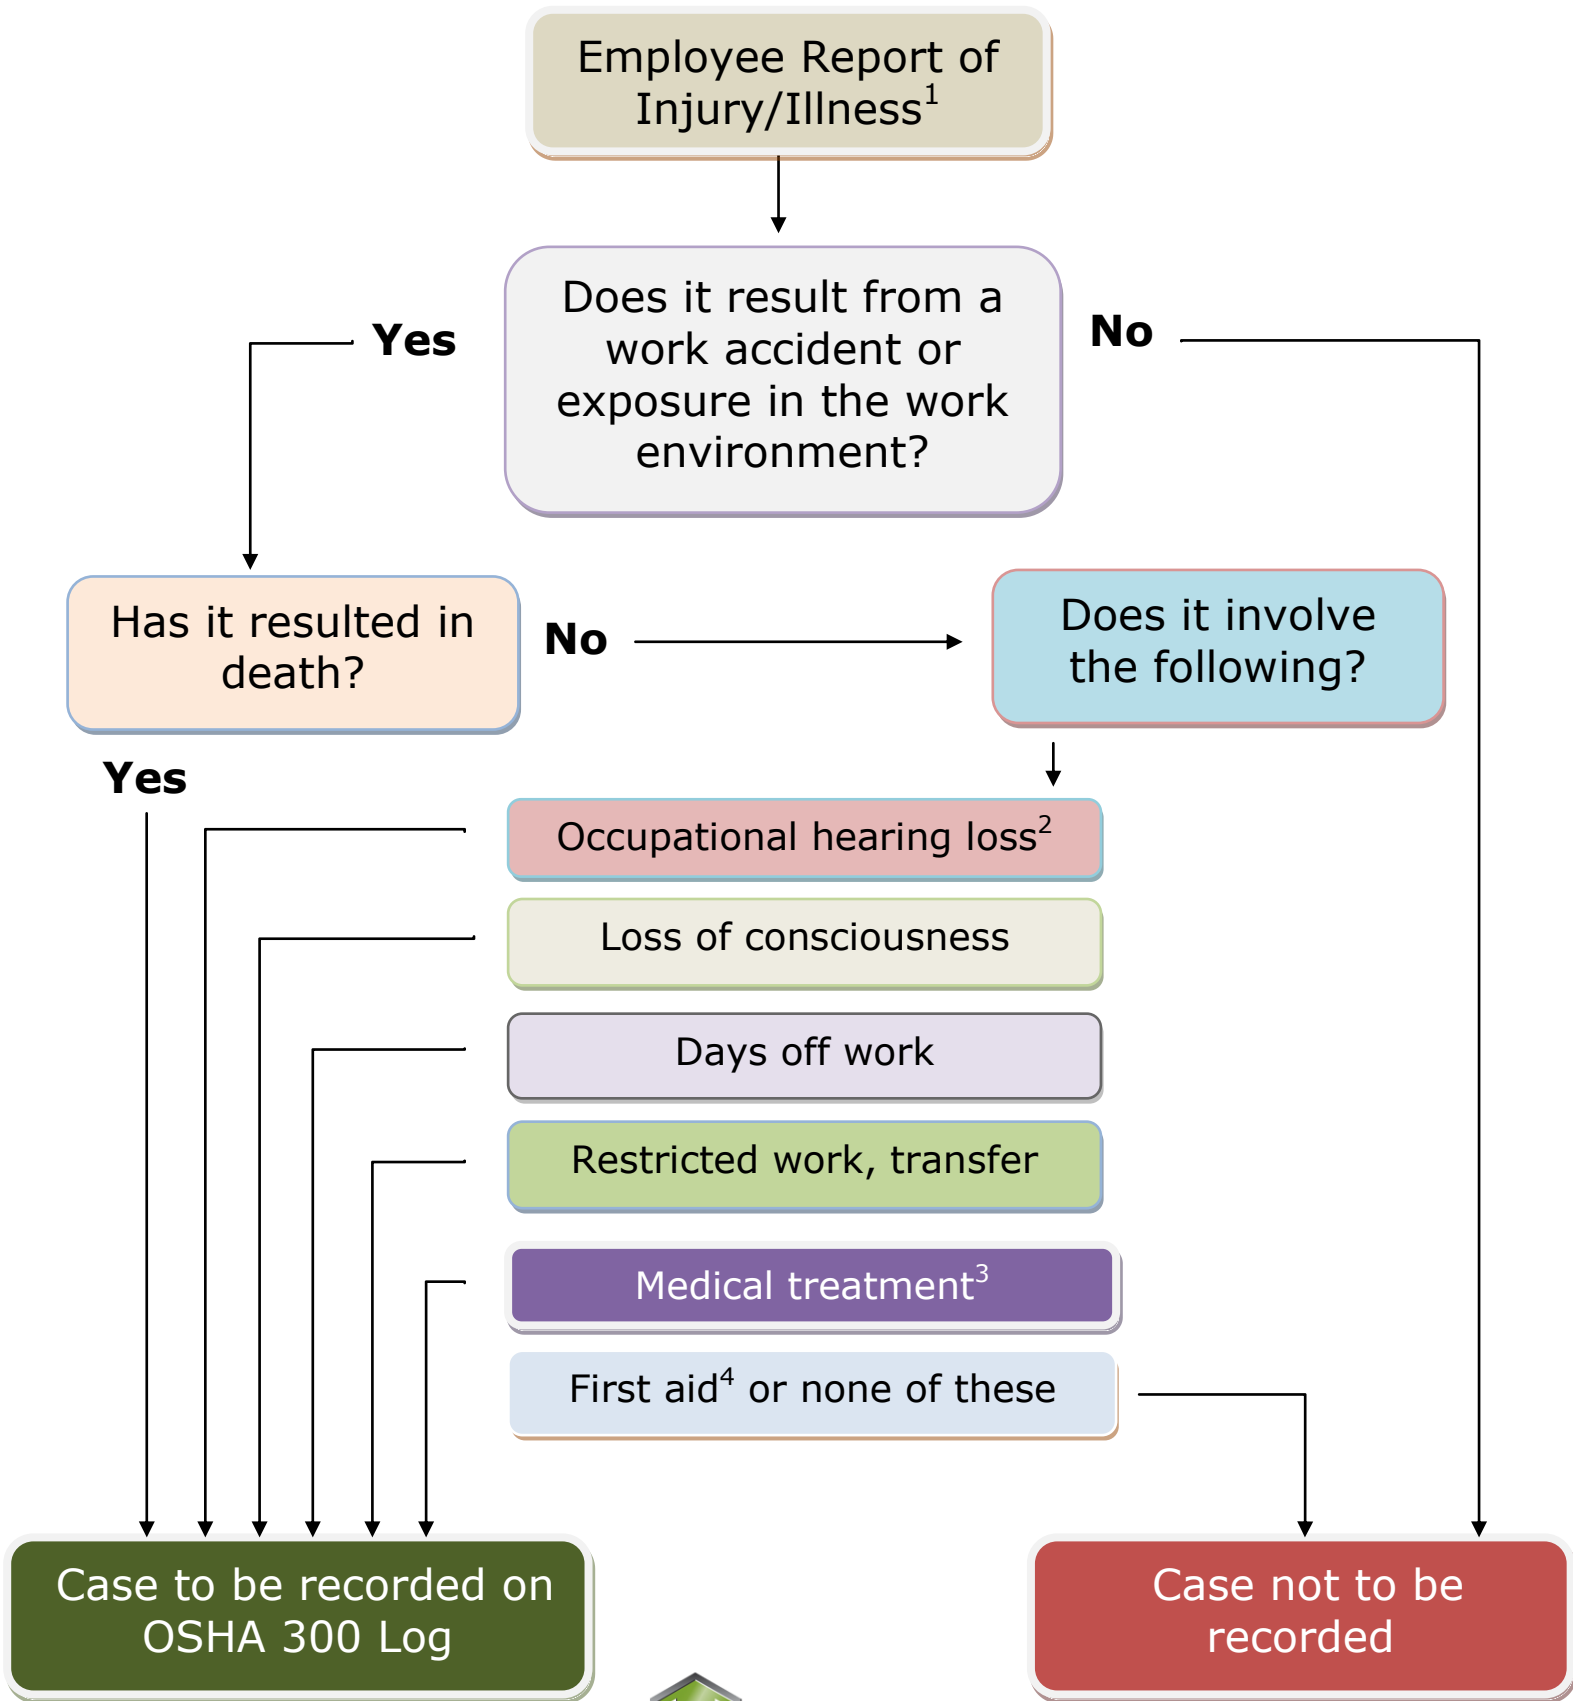 Employee Report of
Injury/Illness¹
Does it result from a
work accident or
exposure in the work
environment?
Yes
No
Has it resulted in
death?
No
Does it involve
the following?
Yes
Occupational hearing loss²
Loss of consciousness
Days off work
Restricted work, transfer
Medical treatment³
First aid⁴ or none of these
Case to be recorded on
OSHA 300 Log
Case not to be
recorded